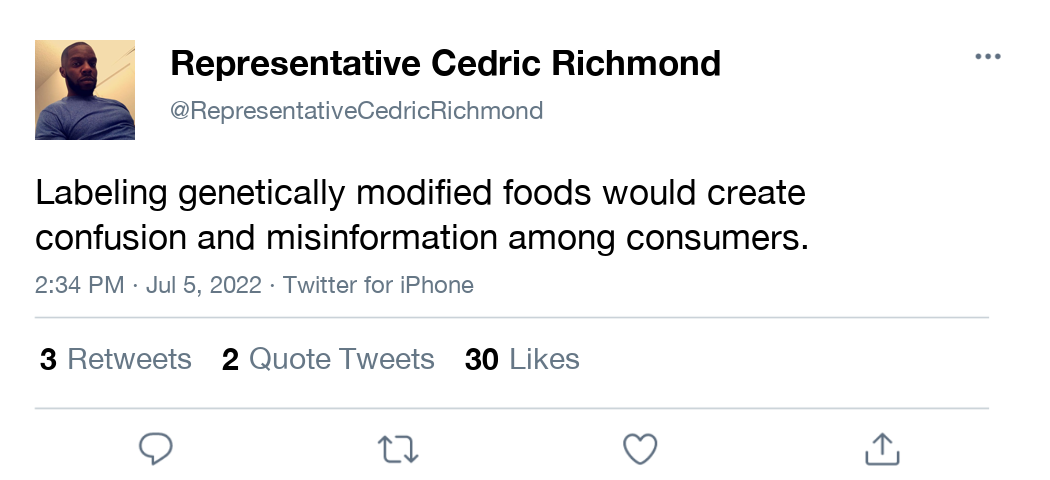 Representative Cedric Richmond
@RepresentativeCedricRichmond
Labeling genetically modified foods would create
confusion and misinformation among consumers.
2:34 PM · Jul 5, 2022 · Twitter for iPhone
3 Retweets 2 Quote Tweets 30 Likes